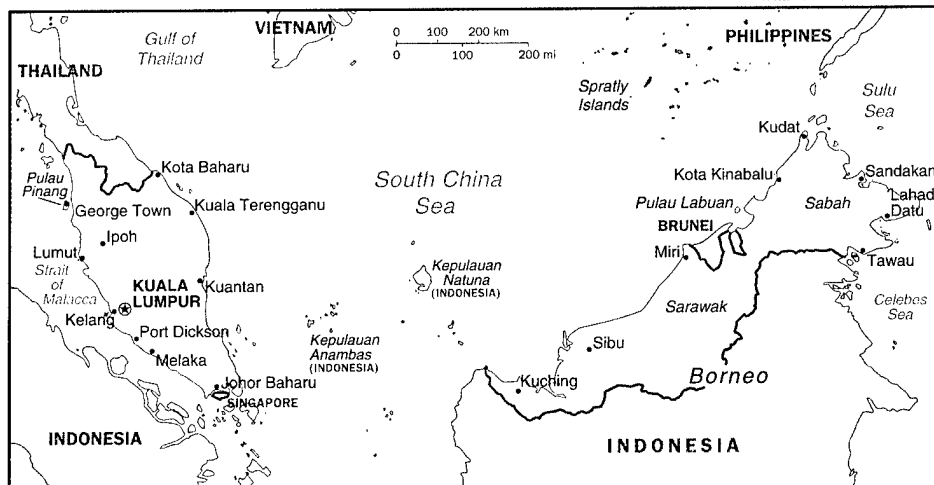 Gulf of
Thailand
VIETNAM
0 100 200 km
0 100 200 mi
PHILIPPINES
THAILAND
Spratly
Islands
Sulu
Sea
Kudat
Kota Baharu
Pulau
Pinang
George Town
Kuala Terengganu
South China
Sea
Kota Kinabalu
Sandakan
Pulau Labuan
Sabah
Lahad
Datu
BRUNEI
Ipoh
Lumut
Strait
of
Malacca
Miri
Tawau
KUALA
LUMPUR
Kuantan
Kepulauan
Natuna
(INDONESIA)
Celebes
Sea
Kelang
Sarawak
Port Dickson
Kepulauan
Anambas
(INDONESIA)
Melaka
Sibu
Johor Baharu
SINGAPORE
Kuching
Borneo
INDONESIA
INDONESIA